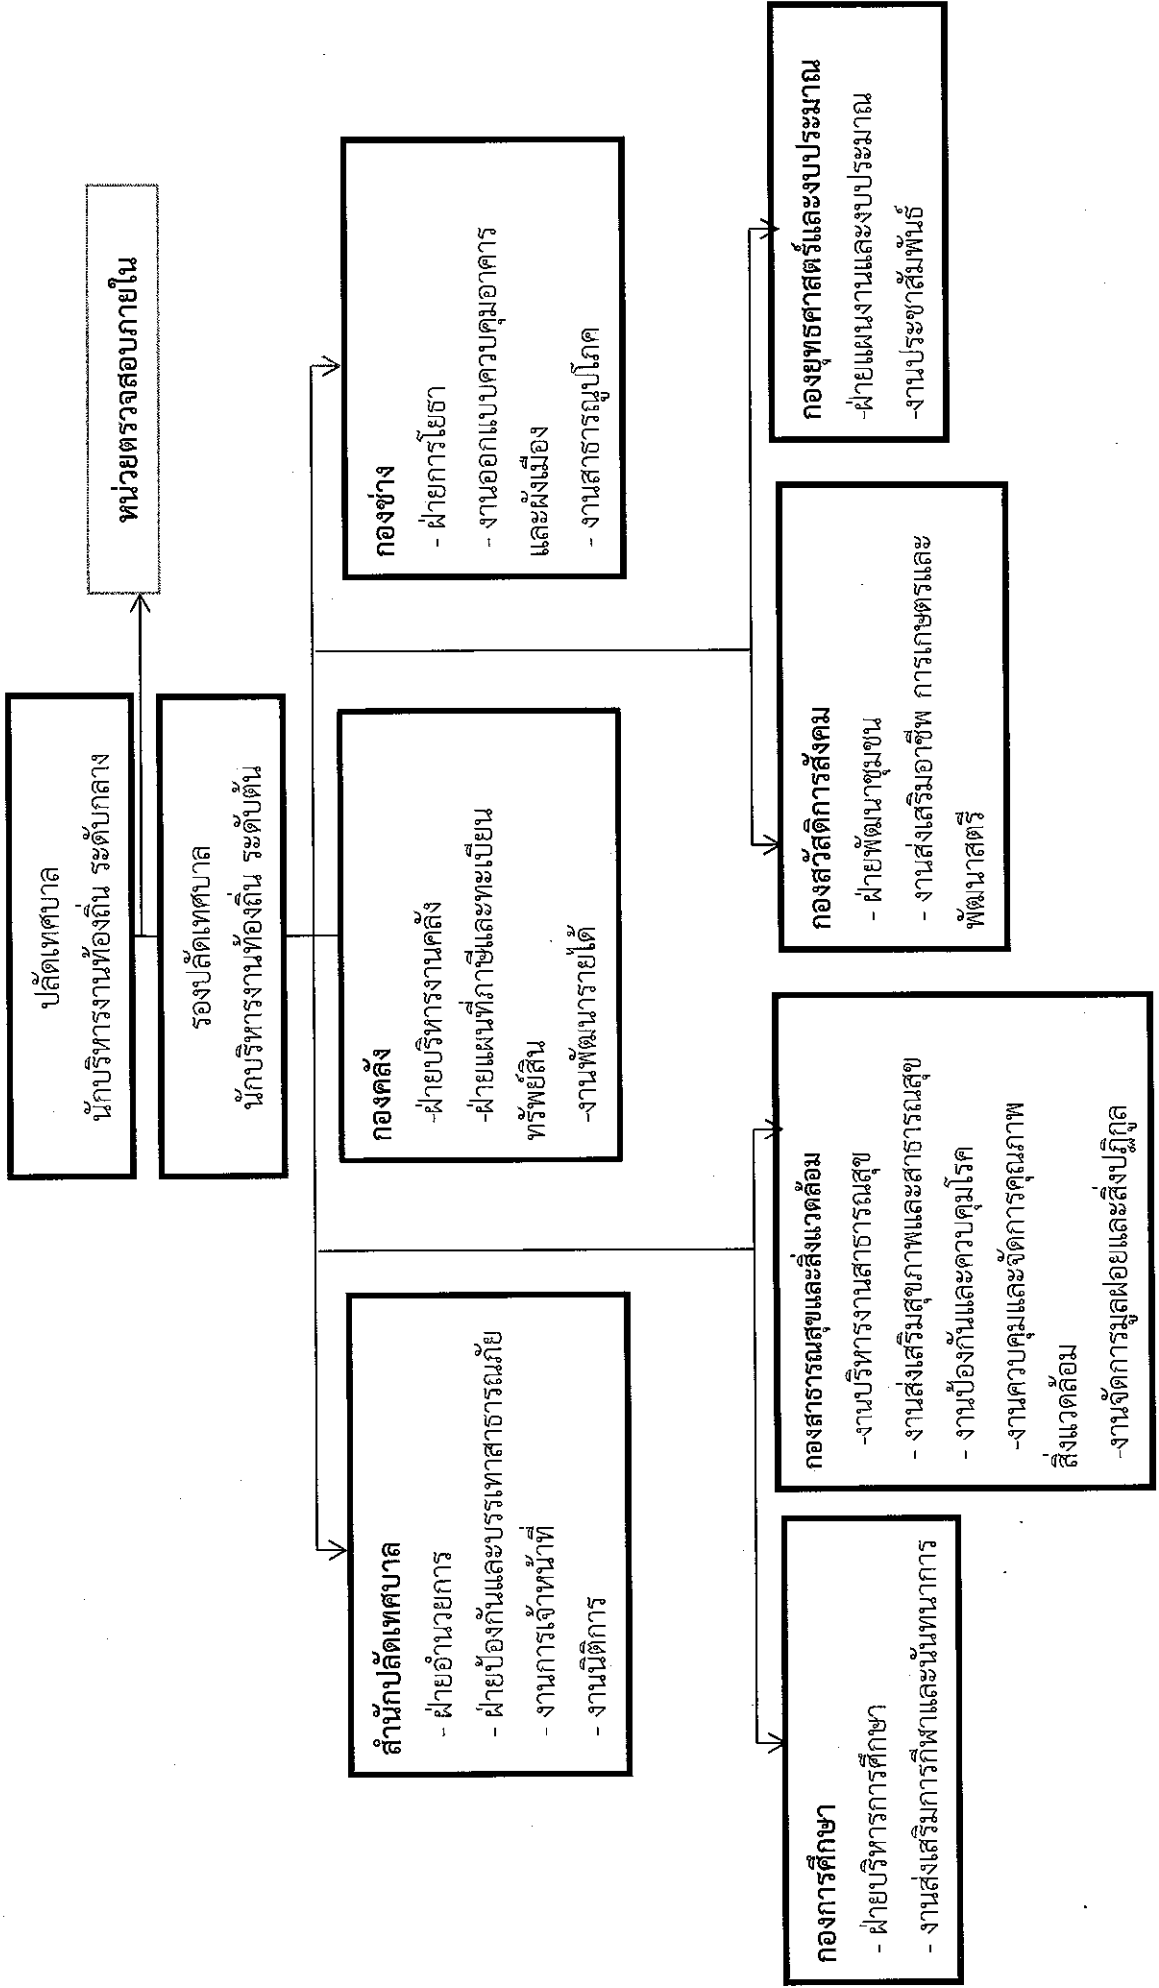 ปลัดเทศบาล
นักบริหารงานท้องถิ่น ระดับกลาง
หน่วยตรวจสอบภายใน
รองปลัดเทศบาล
นักบริหารงานท้องถิ่น ระดับต้น
สำนักปลัดเทศบาล
- ฝ่ายอำนวยการ
- ฝ่ายป้องกันและบรรเทาสาธารณภัย
- งานการเจ้าหน้าที่
- งานนิติการ
กองคลัง
-ฝ่ายบริหารงานคลัง
-ฝ่ายแผนที่ภาษีและทะเบียน
ทรัพย์สิน
-งานพัฒนารายได้
กองช่าง
- ฝ่ายการโยธา
- งานออกแบบควบคุมอาคาร
และผังเมือง
- งานสาธารณูปโภค
กองการศึกษา
- ฝ่ายบริหารการศึกษา
- งานส่งเสริมการกีฬาและนันทนาการ
กองสาธารณสุขและสิ่งแวดล้อม
-งานบริหารงานสาธารณสุข
- งานส่งเสริมสุขภาพและสาธารณสุข
- งานป้องกันและควบคุมโรค
-งานควบคุมและจัดการคุณภาพ
สิ่งแวดล้อม
-งานจัดการมูลฝอยและสิ่งปฏิกูล
กองสวัสดิการสังคม
- ฝ่ายพัฒนาชุมชน
- งานส่งเสริมอาชีพ การเกษตรและ
พัฒนาสตรี
กองยุทธศาสตร์และงบประมาณ
-ฝ่ายแผนงานและงบประมาณ
-งานประชาสัมพันธ์